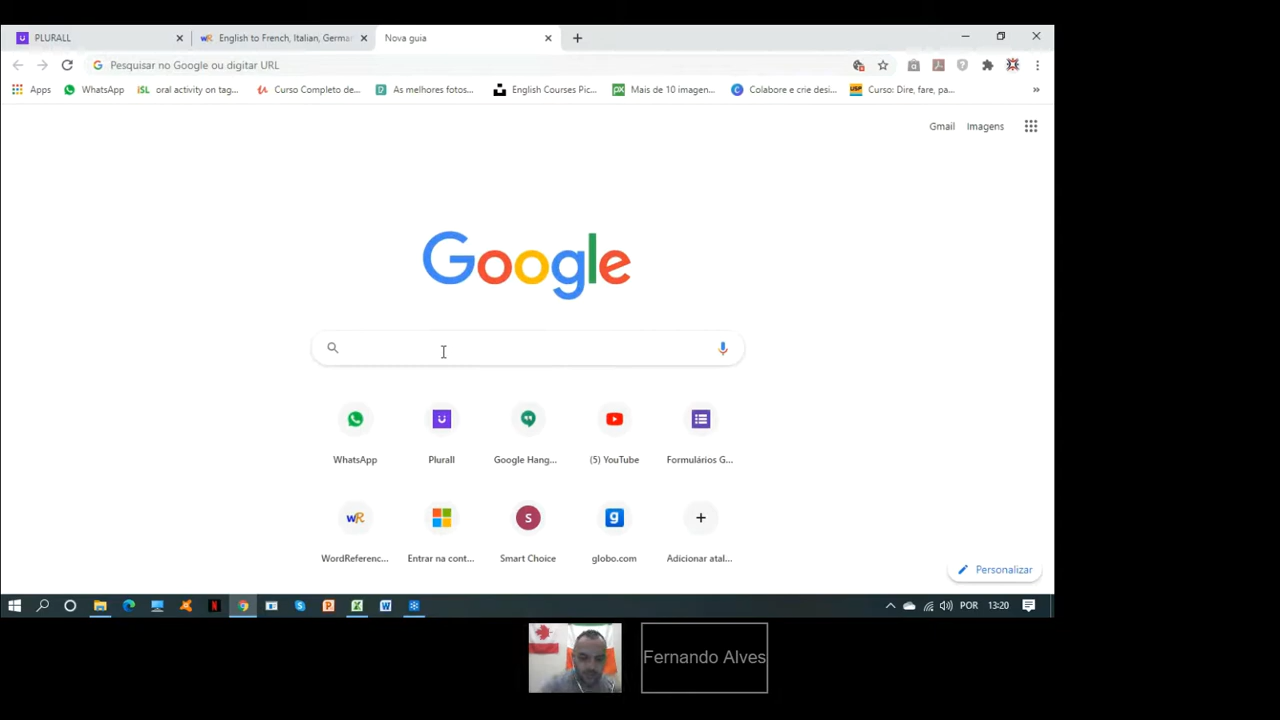 PLURALL
English to French, Italian, German
Nova guia
Pesquisar no Google ou digitar URL
Apps
WhatsApp
oral activity on tag...
Curso Completo de...
As melhores fotos...
English Courses Pic...
Mais de 10 imagen...
Colabore e crie desi...
Curso: Dire, fare, pa...
Gmail
Imagens
Google
WhatsApp
Plurall
Google Hang...
(5) YouTube
Formulários G...
WordReferenc...
Entrar na cont...
Smart Choice
globo.com
Adicionar atal...
Personalizar
POR
13:20
Fernando Alves